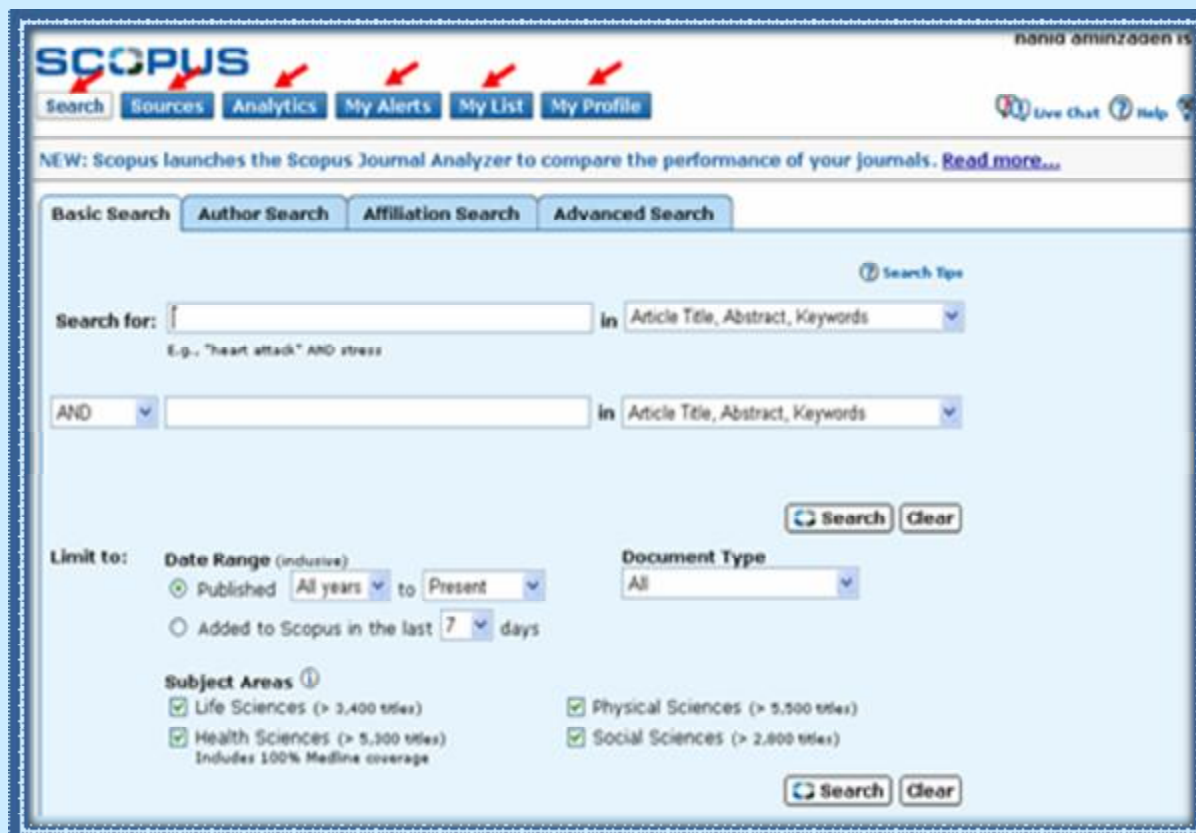 SCOPUS
Search Sources Analytics My Alerts My List My Profile
Live Chat Help
NEW: Scopus launches the Scopus Journal Analyzer to compare the performance of your journals. Read more...
Basic Search Author Search Affiliation Search Advanced Search
Search Tips
Search for: in Article Title, Abstract, Keywords
E.g., "heart attack" AND stress
AND in Article Title, Abstract, Keywords
Search Clear
Limit to: Date Range (inclusive) Document Type
Published All years to Present All
Added to Scopus in the last 7 days
Subject Areas
Life Sciences (> 3,400 titles) Physical Sciences (> 5,500 titles)
Health Sciences (> 5,300 titles) Social Sciences (> 2,800 titles)
Includes 100% Medline coverage
Search Clear